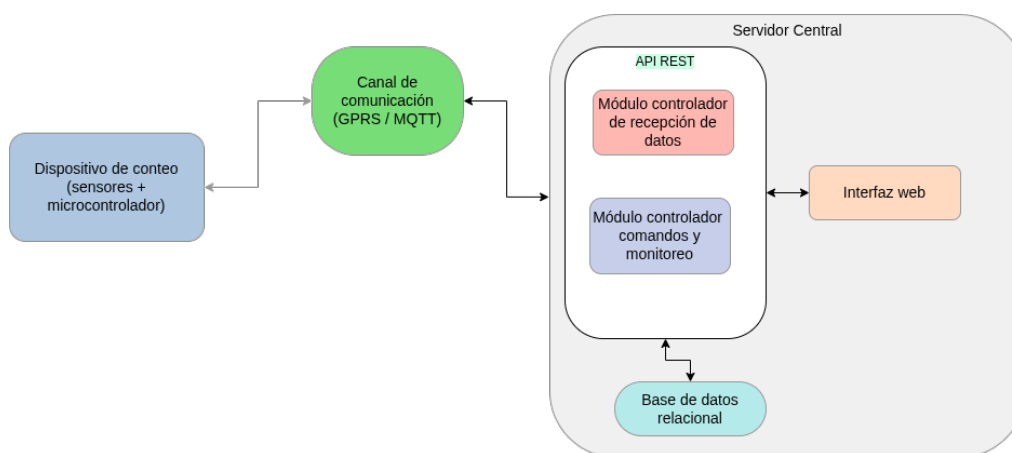 Servidor Central
API REST
Canal de
comunicación
(GPRS / MQTT)
Módulo controlador
de recepción de
datos
Dispositivo de conteo
(sensores +
microcontrolador)
Interfaz web
Módulo controlador
comandos y
monitoreo
Base de datos
relacional